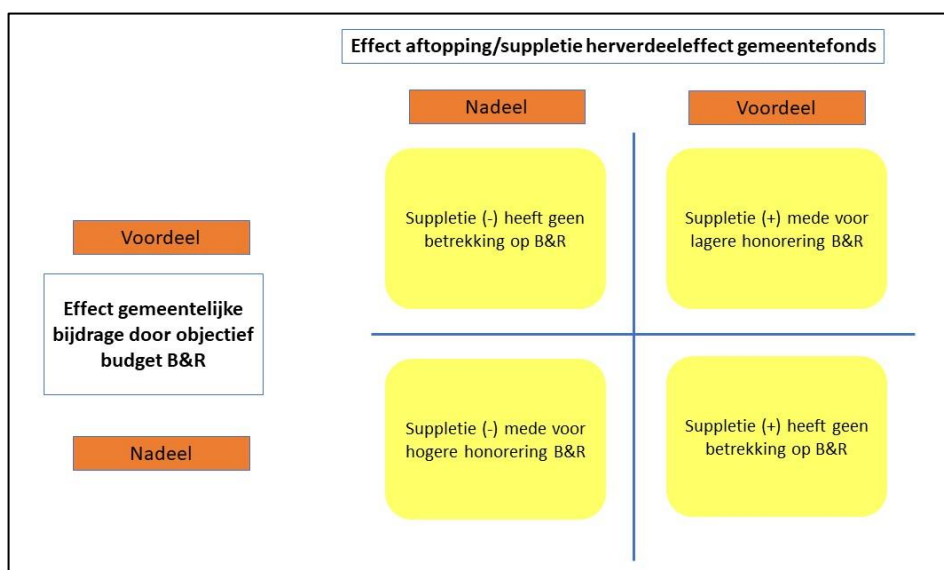 Effect aftopping/suppletie herverdeeleffect gemeentefonds
Nadeel
Voordeel
Suppletie (-) heeft geen
betrekking op B&R
Suppletie (+) mede voor
lagere honorering B&R
Voordeel
Effect gemeentelijke
bijdrage door objectief
budget B&R
Nadeel
Suppletie (-) mede voor
hogere honorering B&R
Suppletie (+) heeft geen
betrekking op B&R